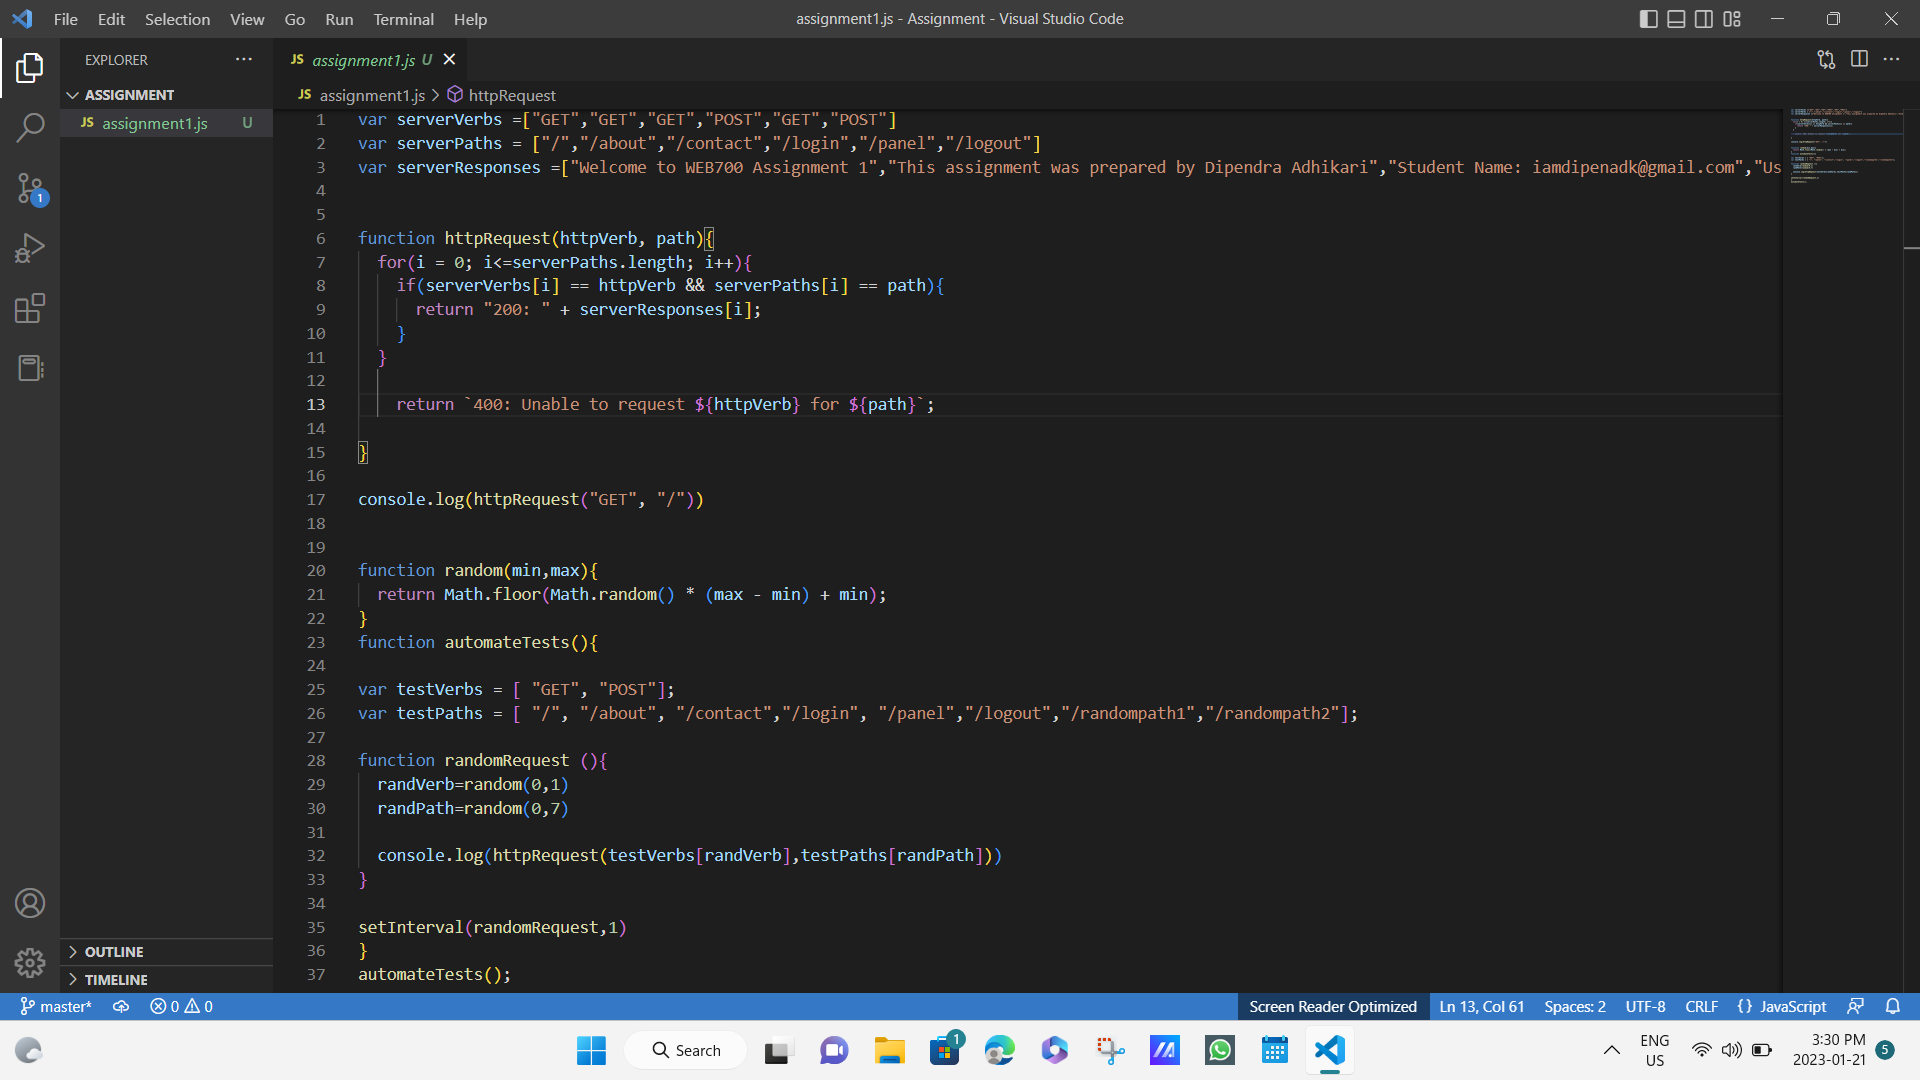 File Edit Selection View Go Run Terminal Help assignment1.js - Assignment - Visual Studio Code
EXPLORER ···
JS assignment1.js U
ASSIGNMENT
JS assignment1.js > httpRequest
JS assignment1.js U
1 var serverVerbs =["GET","GET","GET","POST","GET","POST"]
2 var serverPaths = ["/","/about","/contact","/login","/panel","/logout"]
3 var serverResponses =["Welcome to WEB700 Assignment 1","This assignment was prepared by Dipendra Adhikari","Student Name: iamdipenadk@gmail.com","Us
4
5
6 function httpRequest(httpVerb, path){
7 for(i = 0; i<=serverPaths.length; i++){
8 if(serverVerbs[i] == httpVerb && serverPaths[i] == path){
9 return "200: " + serverResponses[i];
10 }
11 }
12
13 return `400: Unable to request ${httpVerb} for ${path}`;
14
15 }
16
17 console.log(httpRequest("GET", "/"))
18
19
20 function random(min,max){
21 return Math.floor(Math.random() * (max - min) + min);
22 }
23 function automateTests(){
24
25 var testVerbs = [ "GET", "POST"];
26 var testPaths = [ "/", "/about", "/contact","/login", "/panel","/logout","/randompath1","/randompath2"];
27
28 function randomRequest (){
29 randVerb=random(0,1)
30 randPath=random(0,7)
31
32 console.log(httpRequest(testVerbs[randVerb],testPaths[randPath]))
33 }
34
35 setInterval(randomRequest,1)
36 }
37 automateTests();
1
OUTLINE
TIMELINE
master* 0 0 Screen Reader Optimized Ln 13, Col 61 Spaces: 2 UTF-8 CRLF {} JavaScript
Search 1 ENG US 3:30 PM 2023-01-21 5